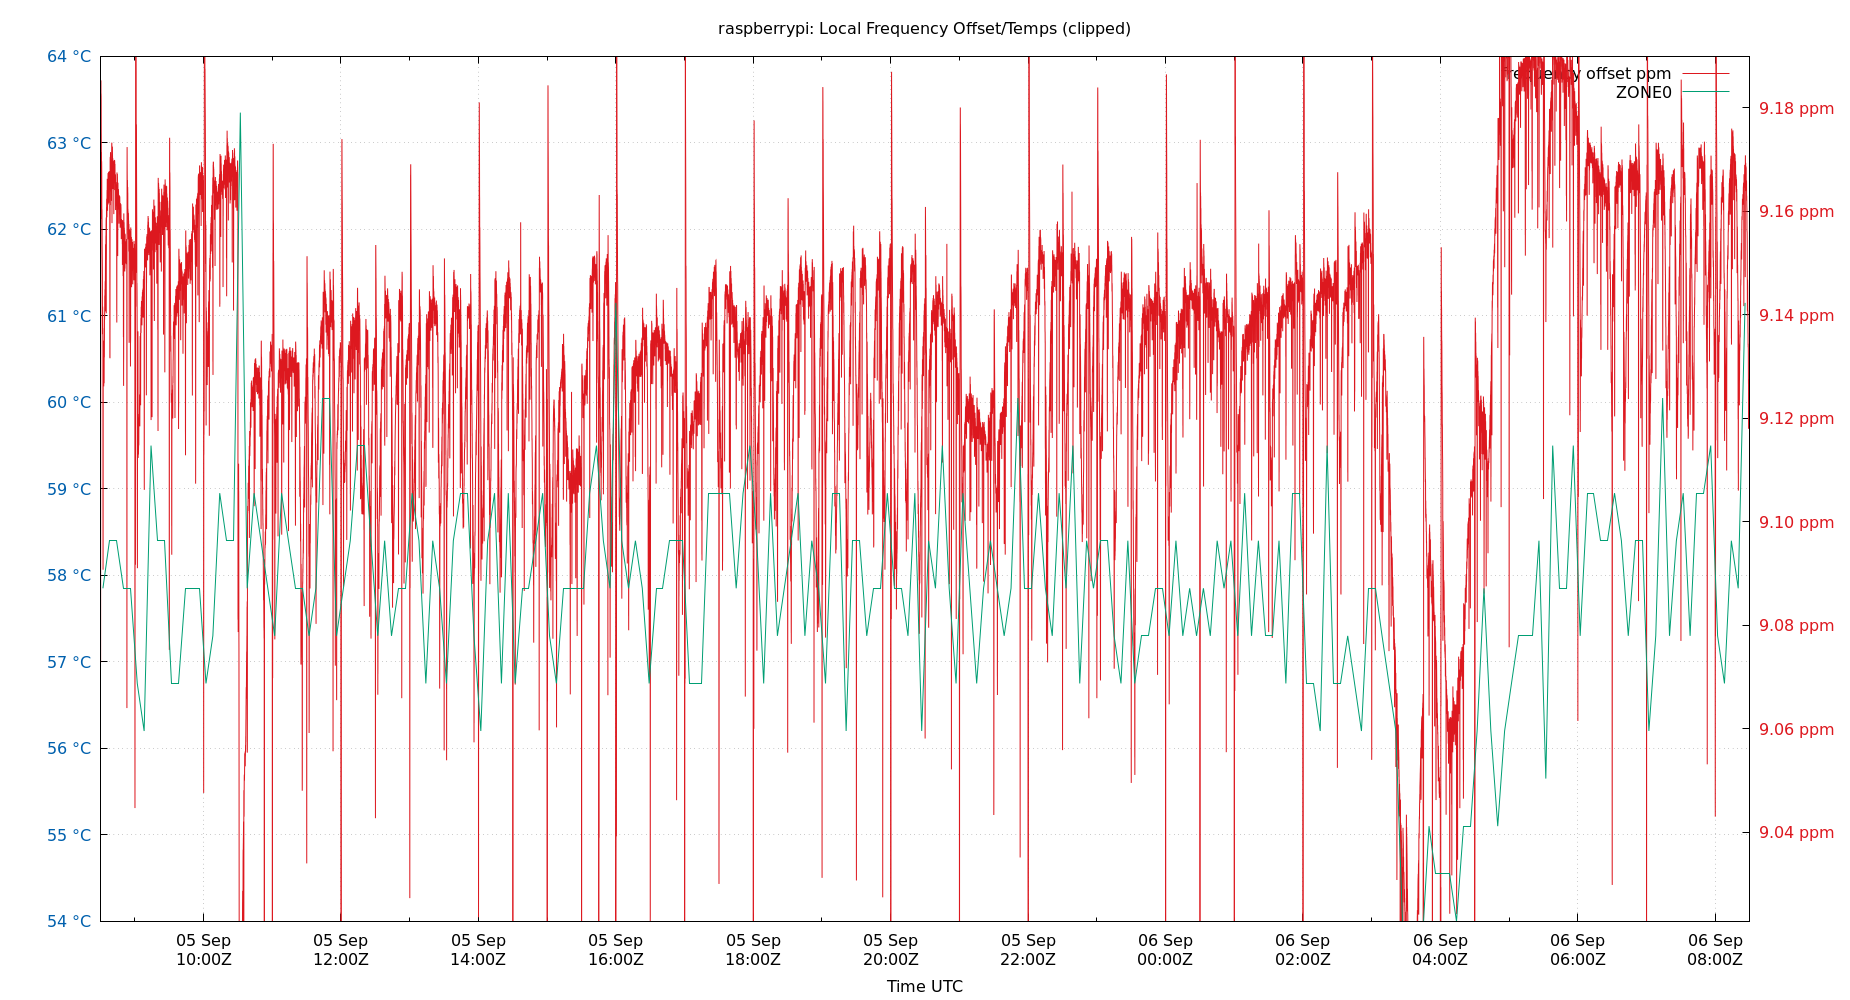 raspberrypi: Local Frequency Offset/Temps (clipped)
64 °C
63 °C
62 °C
61 °C
60 °C
59 °C
58 °C
57 °C
56 °C
55 °C
54 °C
frequency offset ppm
ZONE0
9.18 ppm
9.16 ppm
9.14 ppm
9.12 ppm
9.10 ppm
9.08 ppm
9.06 ppm
9.04 ppm
05 Sep 05 Sep 05 Sep 05 Sep 05 Sep 05 Sep 05 Sep 06 Sep 06 Sep 06 Sep 06 Sep 06 Sep
10:00Z 12:00Z 14:00Z 16:00Z 18:00Z 20:00Z 22:00Z 00:00Z 02:00Z 04:00Z 06:00Z 08:00Z
Time UTC